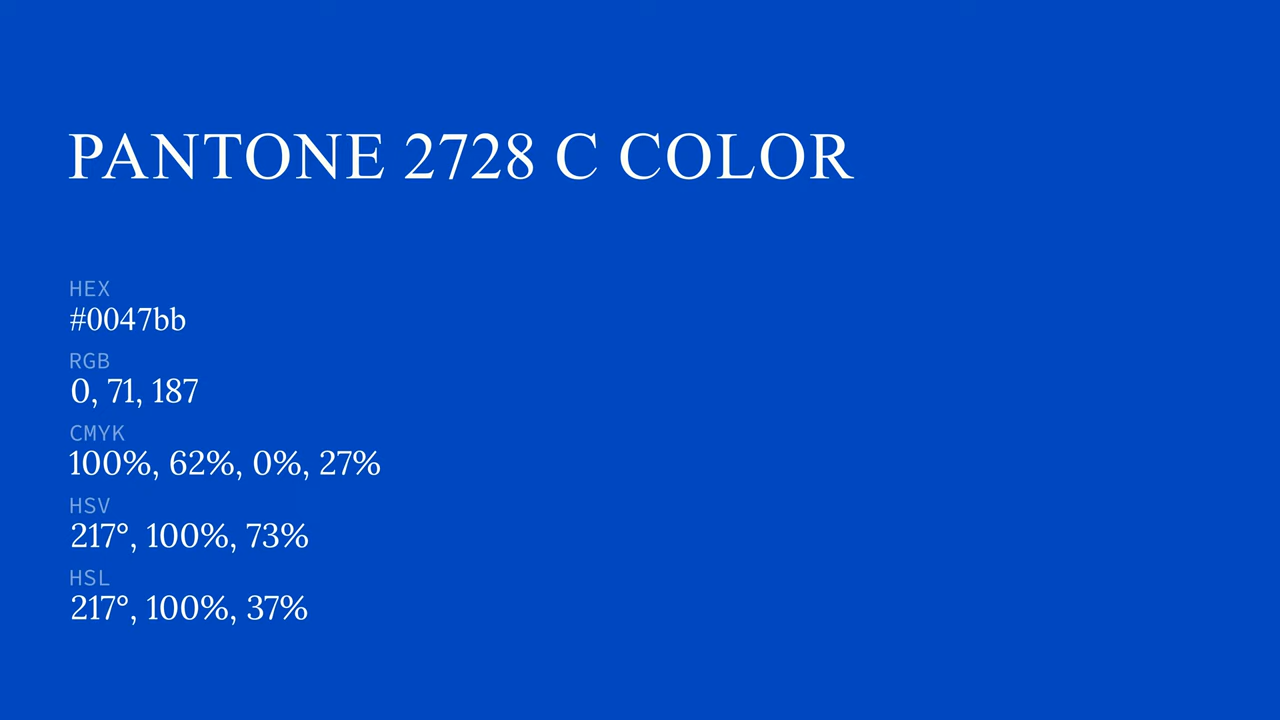 PANTONE 2728 C COLOR
HEX
#0047bb
RGB
0, 71, 187
CMYK
100%, 62%, 0%, 27%
HSV
217°, 100%, 73%
HSL
217°, 100%, 37%